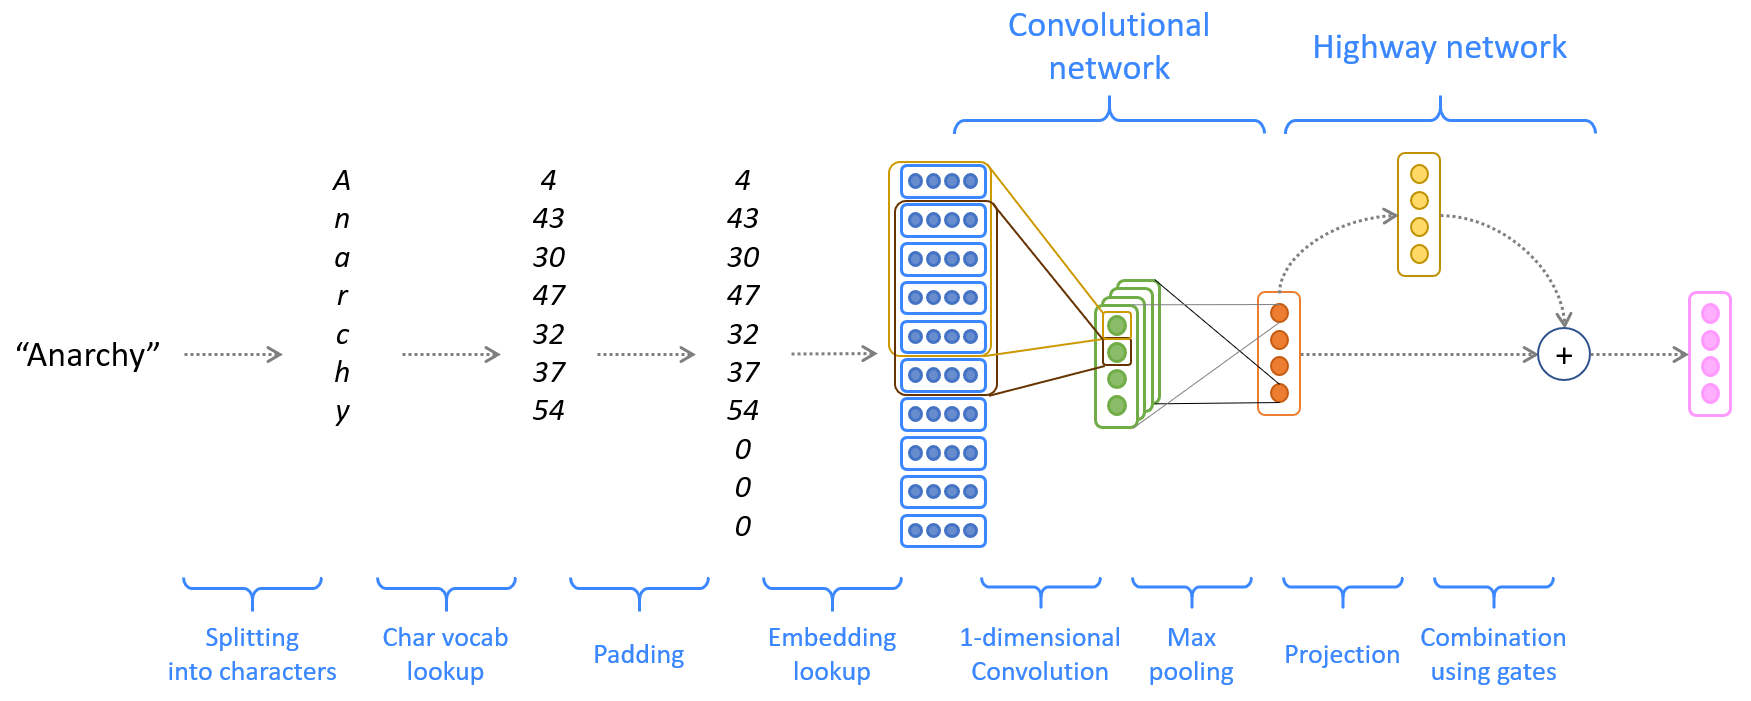 Convolutional
network
Highway network
“Anarchy”
A 4 4
n 43 43
a 30 30
r 47 47
c 32 32
h 37 37
y 54 54
0
0
0
+
Splitting
into characters
Char vocab
lookup
Padding
Embedding
lookup
1-dimensional
Convolution
Max
pooling
Projection
Combination
using gates